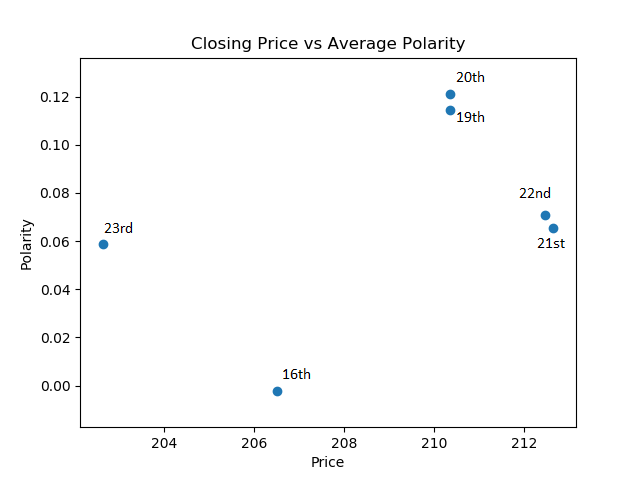 Closing Price vs Average Polarity
0.12
0.10
0.08
0.06
0.04
0.02
0.00
Polarity
20th
19th
22nd
21st
23rd
16th
204
206
208
210
212
Price